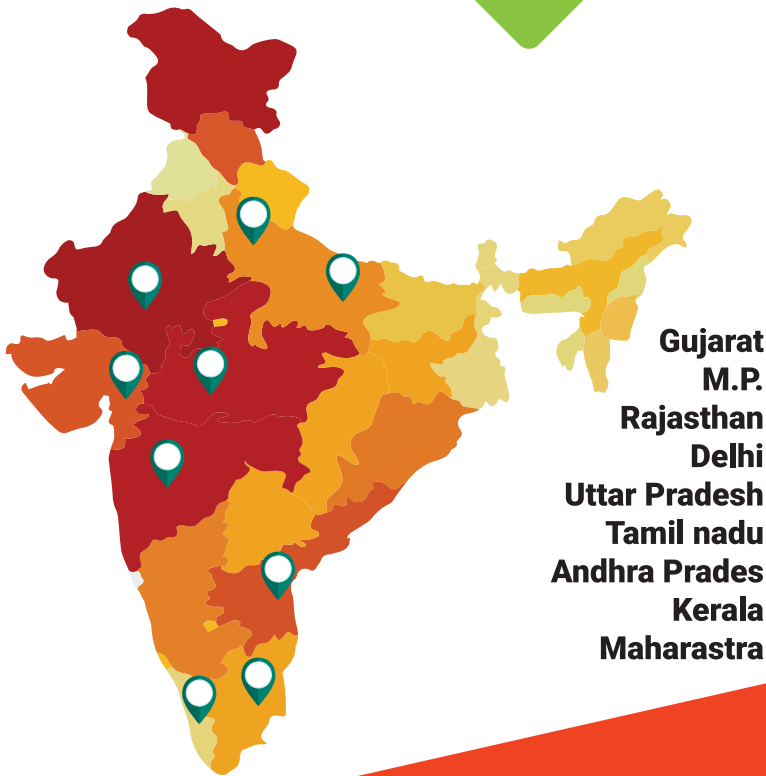 Gujarat
M.P.
Rajasthan
Delhi
Uttar Pradesh
Tamil nadu
Andhra Prades
Kerala
Maharastra